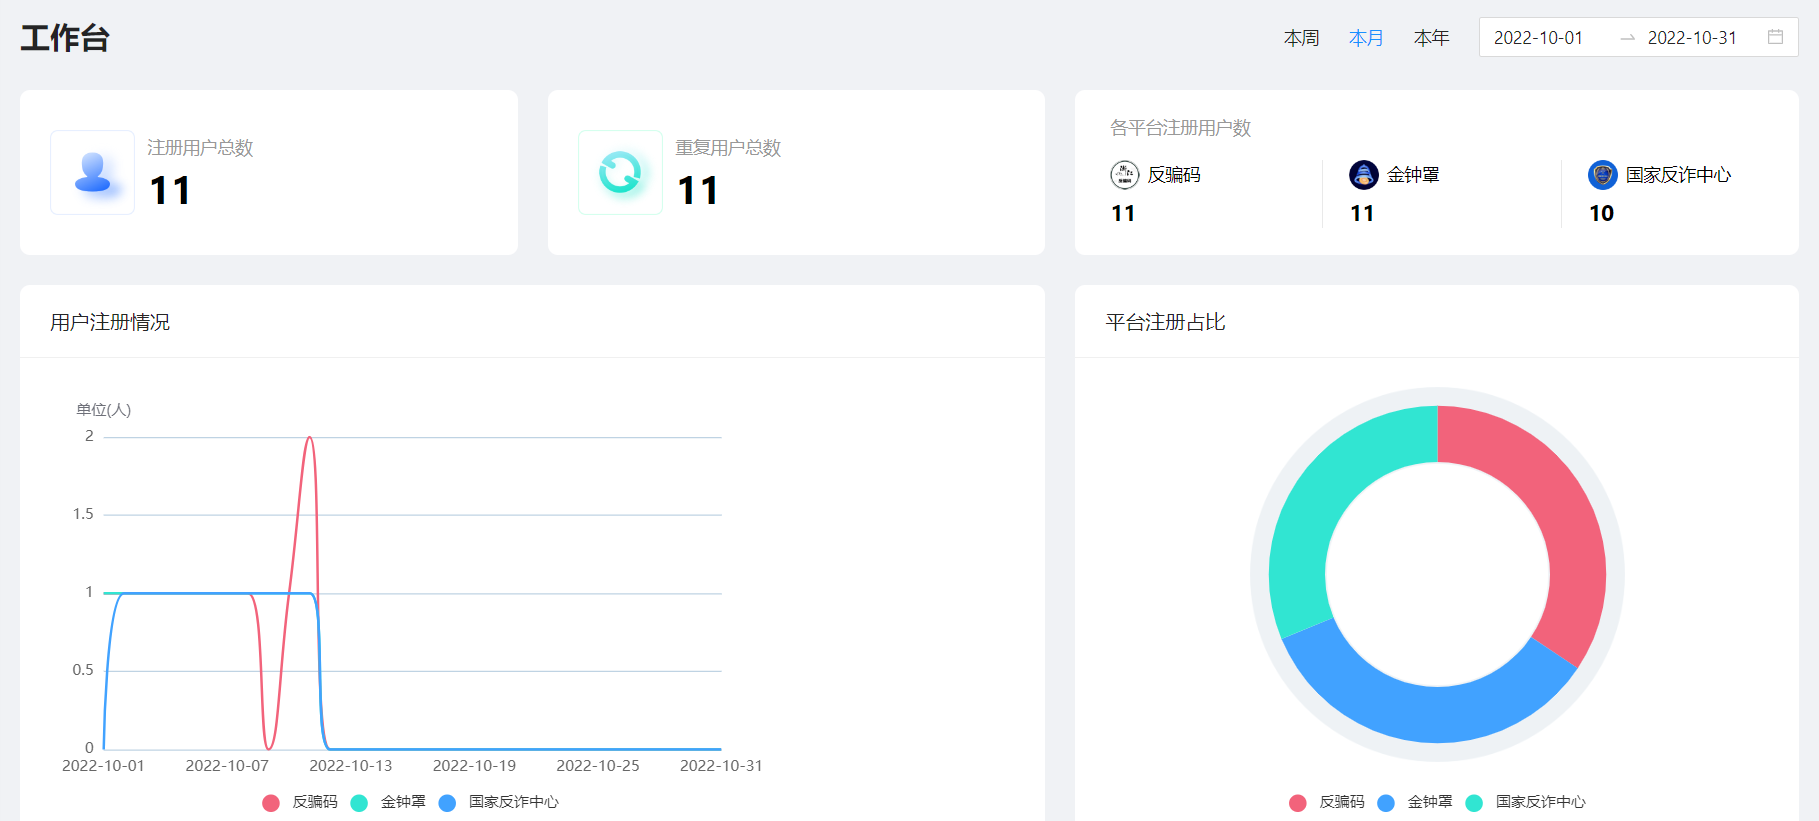 工作台
本周 本月 本年 2022-10-01 → 2022-10-31
注册用户总数
11
重复用户总数
11
各平台注册用户数
反骗码 金钟罩 国家反诈中心
11 11 10
用户注册情况
平台注册占比
单位(人)
2
1.5
1
0.5
0
2022-10-01 2022-10-07 2022-10-13 2022-10-19 2022-10-25 2022-10-31
反骗码 金钟罩 国家反诈中心
反骗码 金钟罩 国家反诈中心